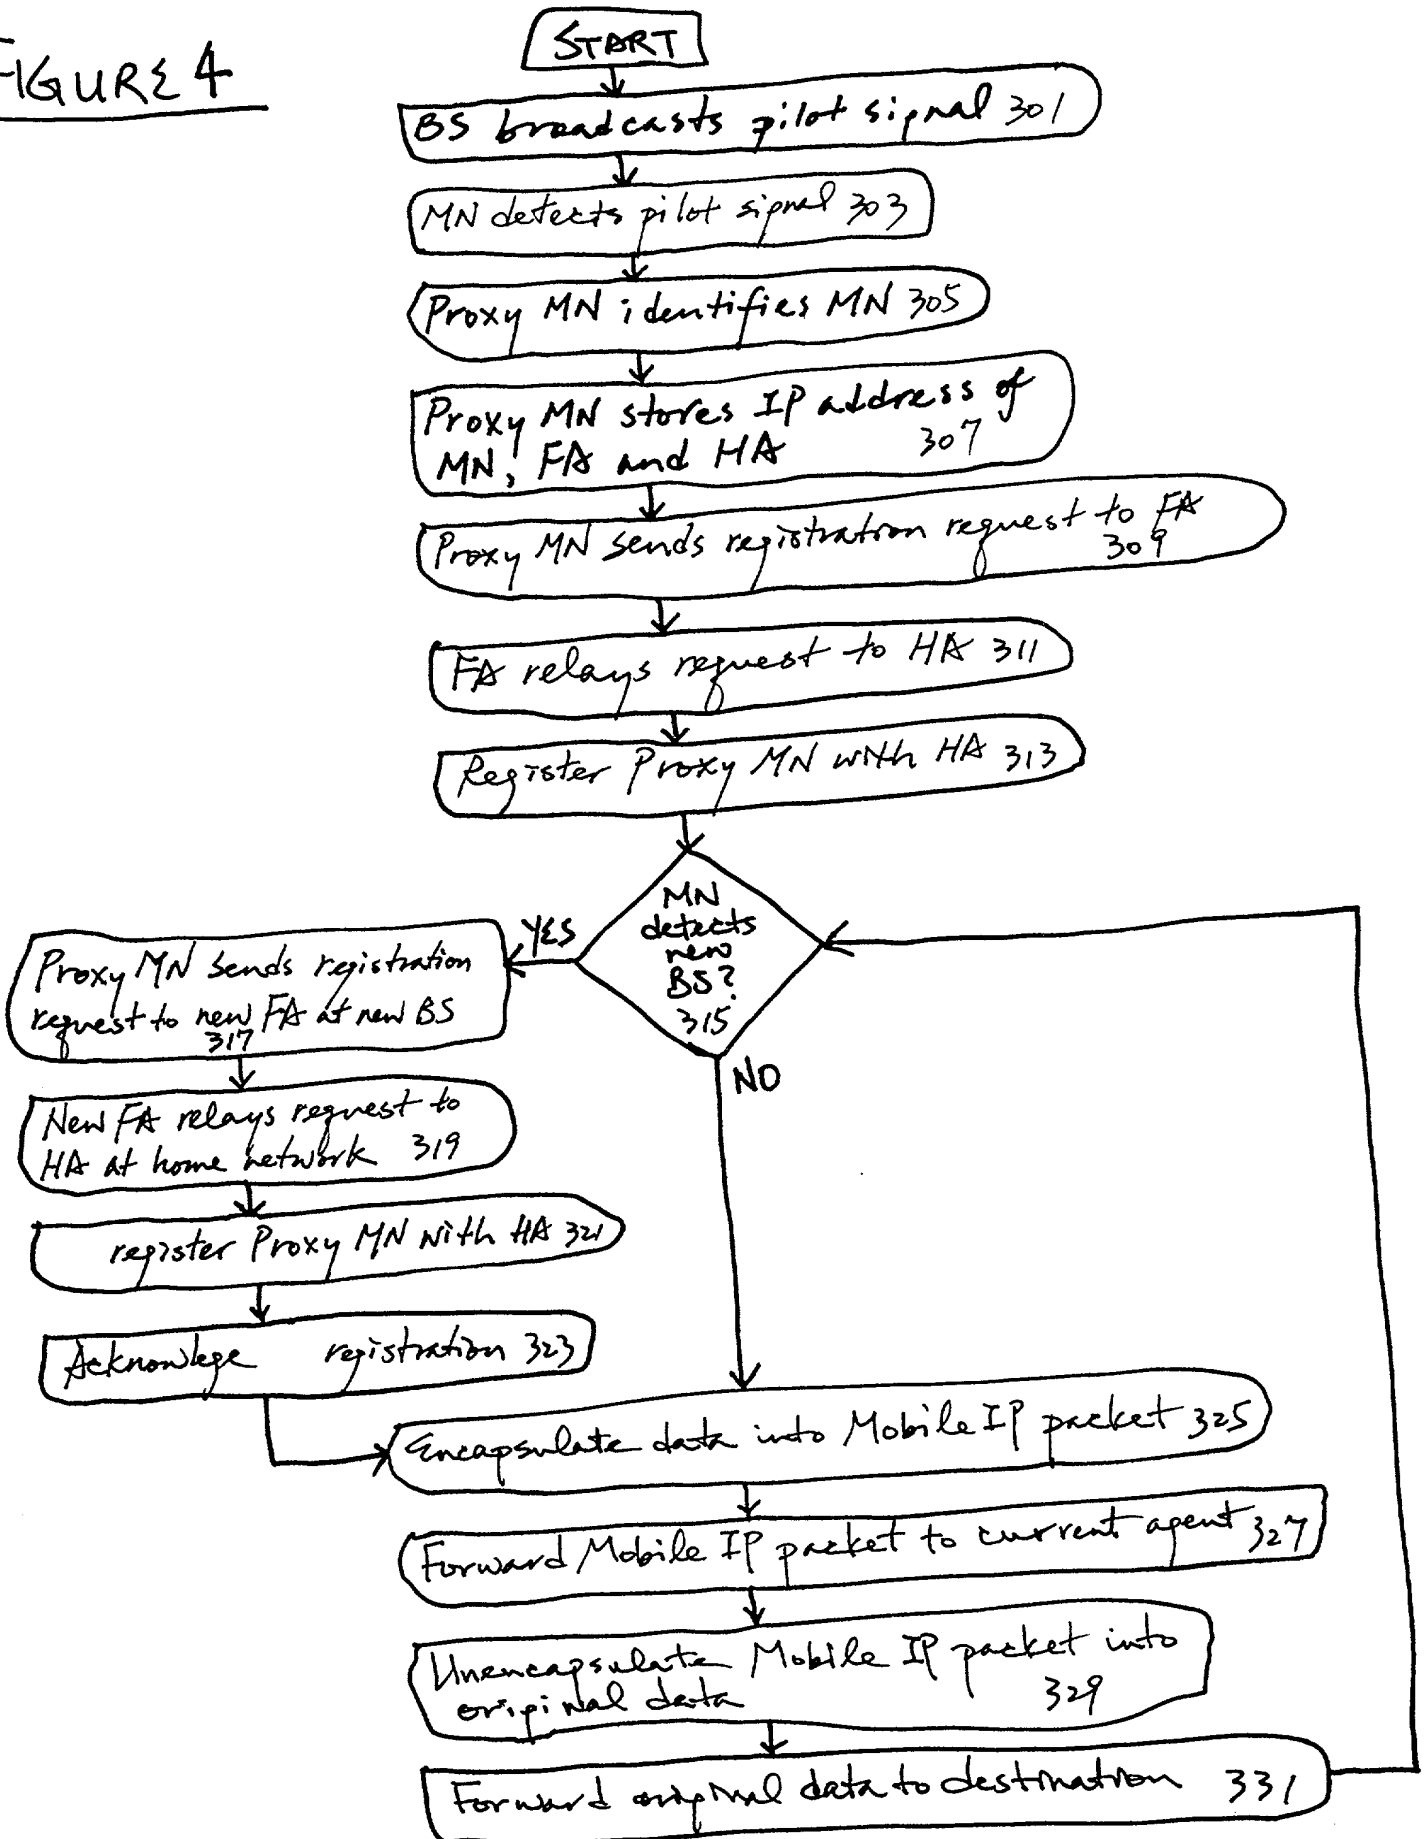 FIGURE 4
START
BS broadcasts pilot signal 301
MN detects pilot signal 303
Proxy MN identifies MN 305
Proxy MN stores IP address of
MN, FA and HA 307
Proxy MN sends registration request to FA
309
FA relays request to HA 311
Register Proxy MN with HA 313
MN
detects
new
BS?
315
YES
NO
Proxy MN sends registration
request to new FA at new BS
317
New FA relays request to
HA at home network 319
register Proxy MN with HA 321
Acknowlege registration 323
Encapsulate data into Mobile IP packet 325
Forward Mobile IP packet to current agent 327
Unencapsulate Mobile IP packet into
original data 329
Forward original data to destination 331